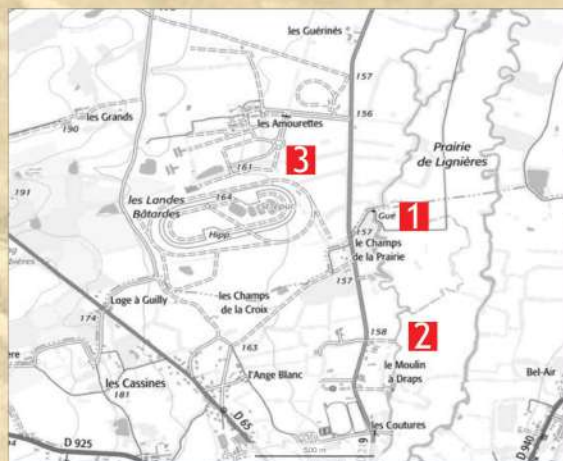 les Guérinès
157
156
les Grands
190
les Amourettes
3
161
Prairie
de Lignières
191
164
les Landes
Bâtardes
Hipp.
Gué
1
157
le Champs
de la Prairie
157
Loge à Guilly
les Champs
de la Croix
174
163
158
2
le Moulin
à Draps
les Cassines
181
l'Ange Blanc
Bel-Air
D 65
les Coutures
D 925
500 m
D 940